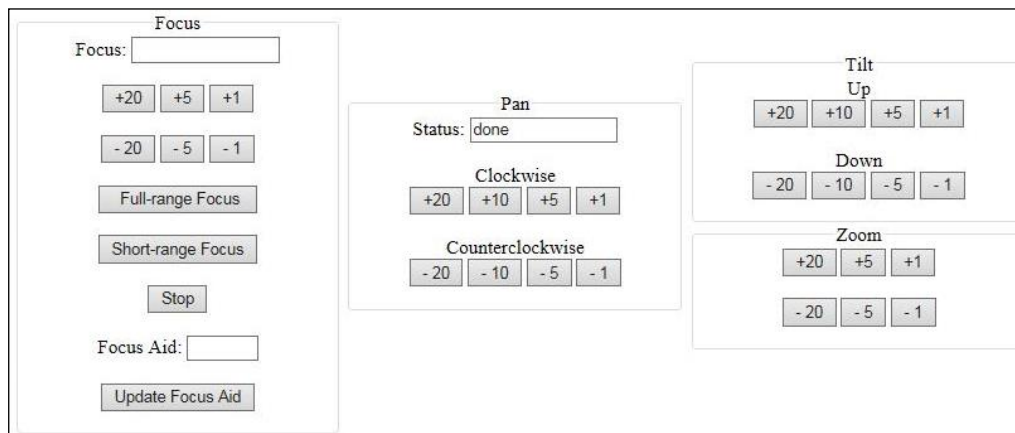 Focus
Focus:
+20 +5 +1
- 20 - 5 - 1
Full-range Focus
Short-range Focus
Stop
Focus Aid:
Update Focus Aid
Pan
Status: done
Clockwise
+20 +10 +5 +1
Counterclockwise
- 20 - 10 - 5 - 1
Tilt
Up
+20 +10 +5 +1
Down
- 20 - 10 - 5 - 1
Zoom
+20 +5 +1
- 20 - 5 - 1